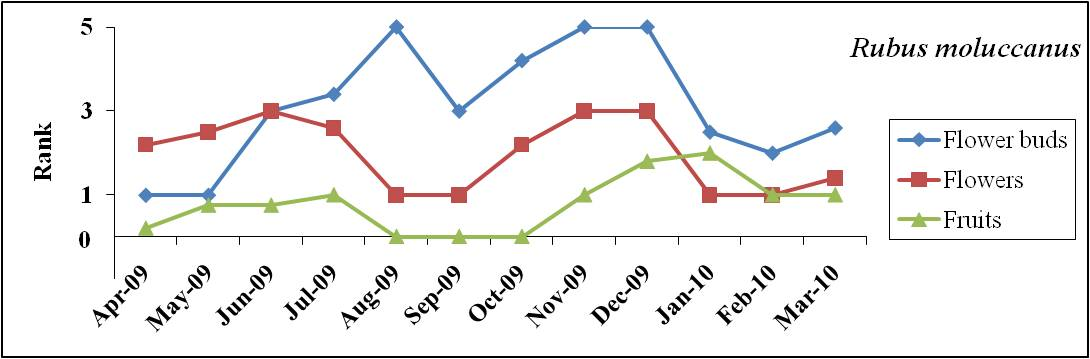 Rubus moluccanus
Rank
5
3
1
0
Apr-09
May-09
Jun-09
Jul-09
Aug-09
Sep-09
Oct-09
Nov-09
Dec-09
Jan-10
Feb-10
Mar-10
Flower buds
Flowers
Fruits